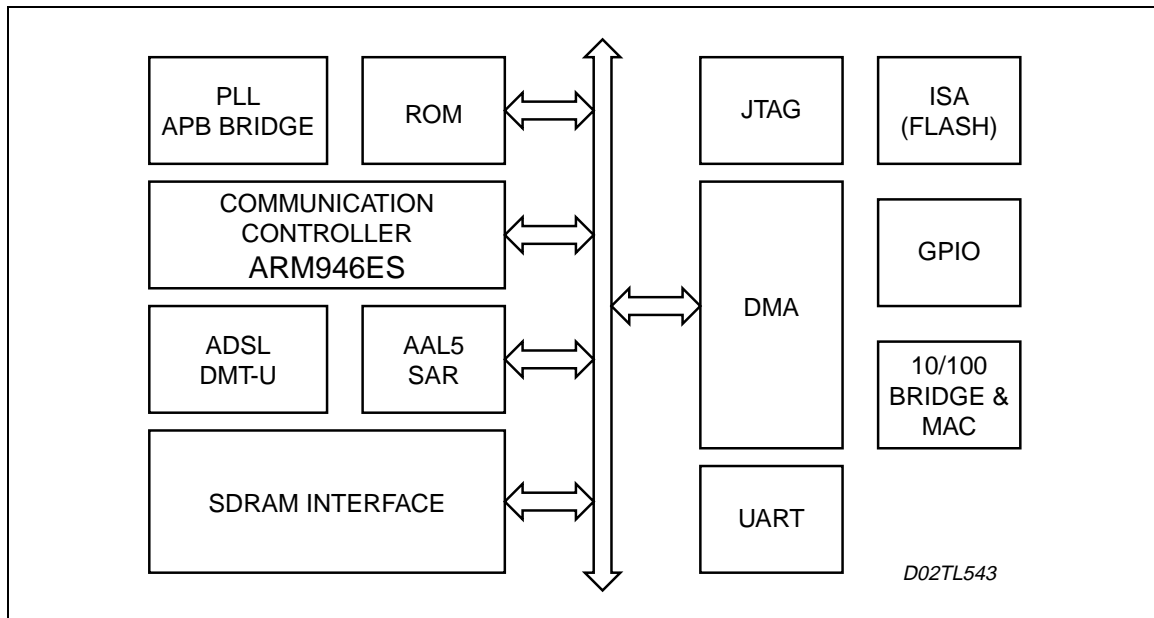 PLL
APB BRIDGE
ROM
JTAG
ISA
(FLASH)
COMMUNICATION
CONTROLLER
ARM946ES
DMA
GPIO
ADSL
DMT-U
AAL5
SAR
10/100
BRIDGE &
MAC
SDRAM INTERFACE
UART
D02TL543